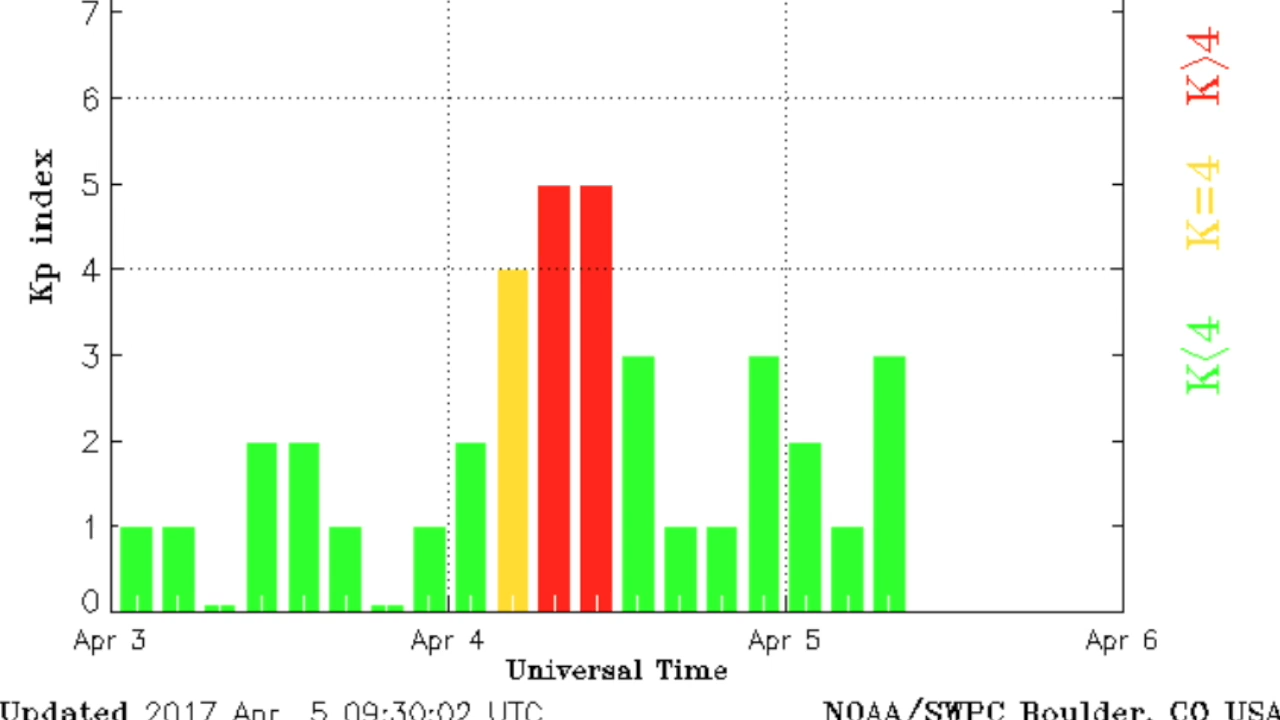 7
6
5
4
3
2
1
0
Kp index
K>4
K=4
K<4
Apr 3 Apr 4 Apr 5 Apr 6
Universal Time
Updated 2017 Apr 5 09:30:02 UTC
NOAA/SWPC Boulder, CO USA